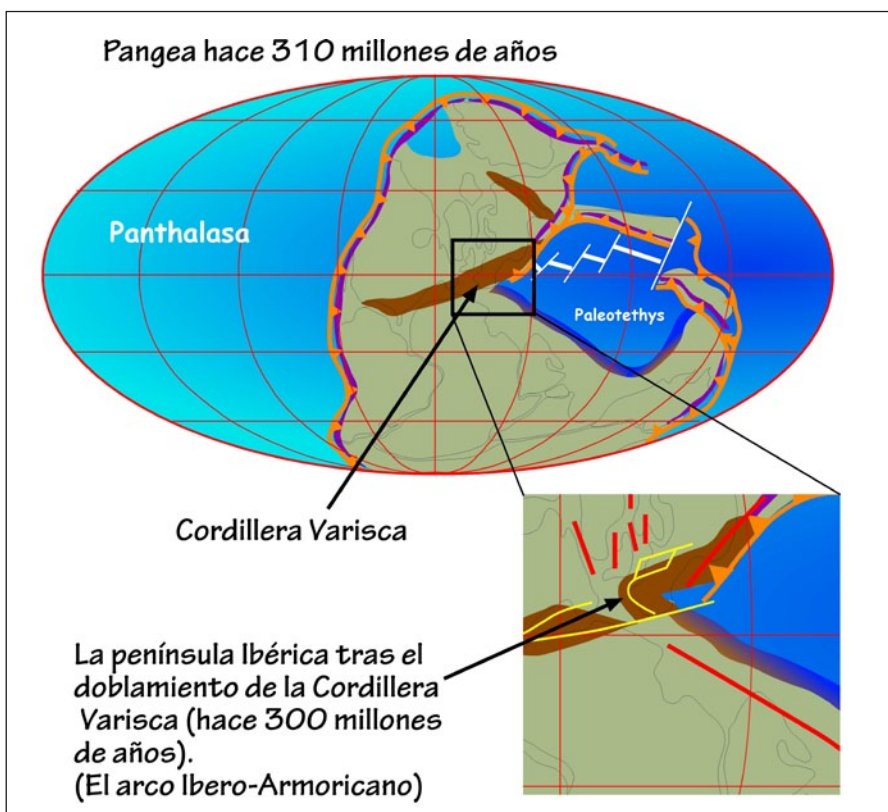 Pangea hace 310 millones de años
Panthalasa
Paleotethys
Cordillera Varisca
La península Ibérica tras el
doblamiento de la Cordillera
Varisca (hace 300 millones
de años).
(El arco Ibero-Armoricano)